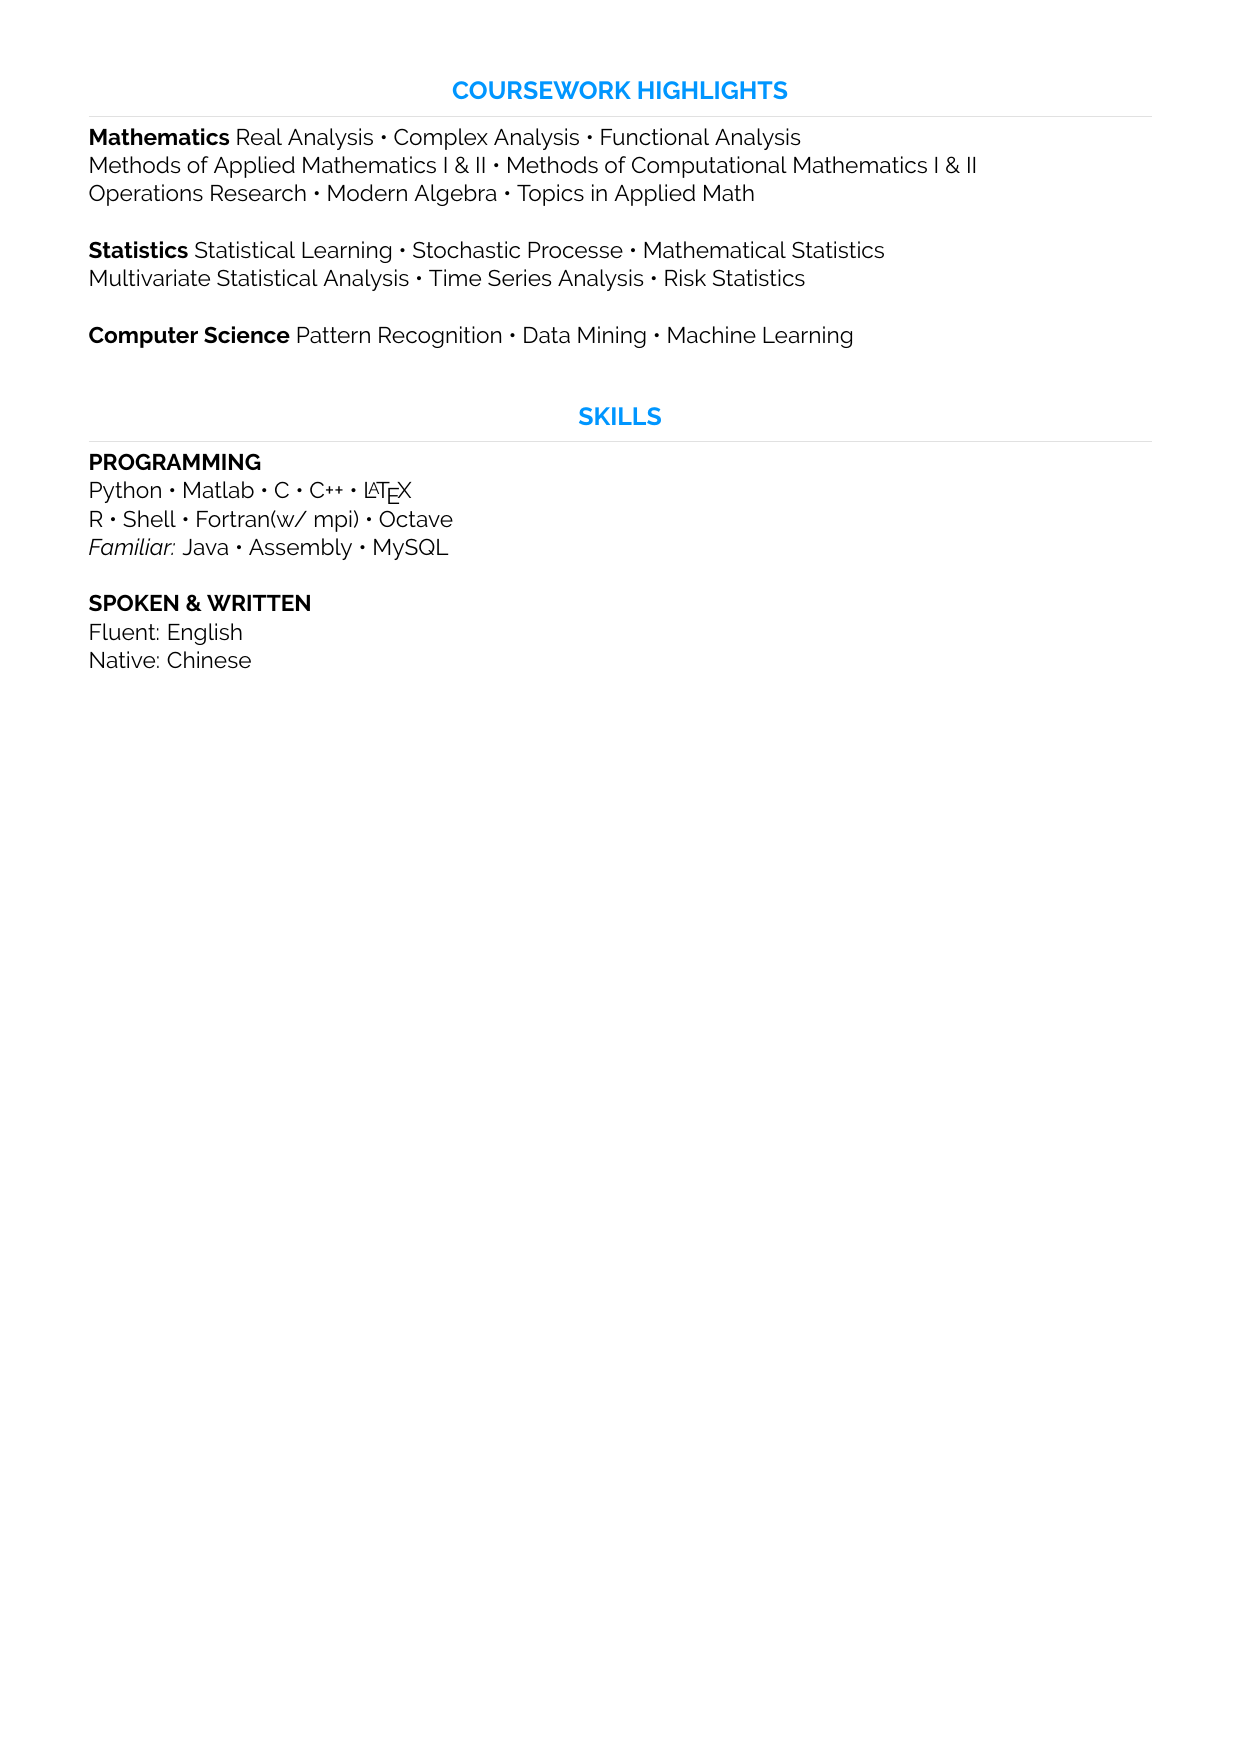 COURSEWORK HIGHLIGHTS
Mathematics Real Analysis • Complex Analysis • Functional Analysis
Methods of Applied Mathematics I & II • Methods of Computational Mathematics I & II
Operations Research • Modern Algebra • Topics in Applied Math
Statistics Statistical Learning • Stochastic Processe • Mathematical Statistics
Multivariate Statistical Analysis • Time Series Analysis • Risk Statistics
Computer Science Pattern Recognition • Data Mining • Machine Learning
SKILLS
PROGRAMMING
Python • Matlab • C • C++ • LATEX
R • Shell • Fortran(w/ mpi) • Octave
Familiar: Java • Assembly • MySQL
SPOKEN & WRITTEN
Fluent: English
Native: Chinese